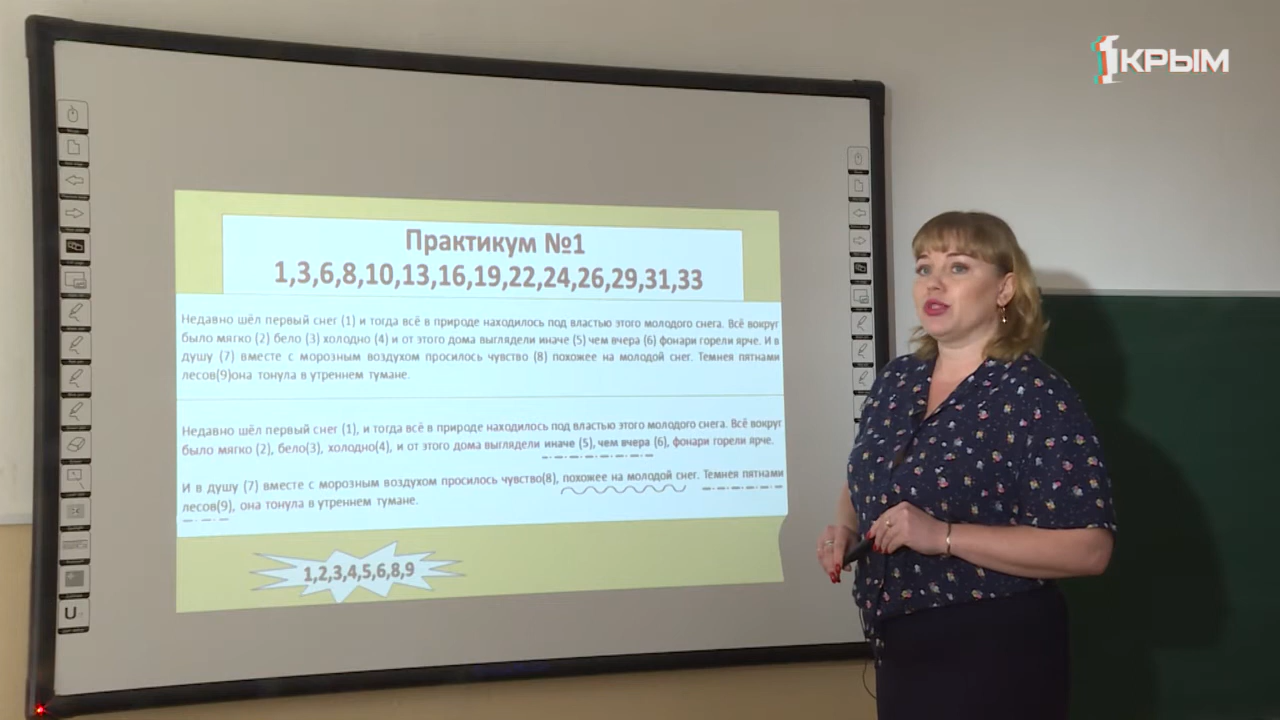 1КРЫМ
Практикум №1
1,3,6,8,10,13,16,19,22,24,26,29,31,33
Недавно шёл первый снег (1) и тогда всё в природе находилось под властью этого молодого снега. Всё вокруг
было мягко (2) бело (3) холодно (4) и от этого дома выглядели иначе (5) чем вчера (6) фонари горели ярче. И в
душу (7) вместе с морозным воздухом просилось чувство (8) похожее на молодой снег. Темнея пятнами
лесов(9)она тонула в утреннем тумане.
Недавно шёл первый снег (1), и тогда всё в природе находилось под властью этого молодого снега. Всё вокруг
было мягко (2), бело(3), холодно(4), и от этого дома выглядели иначе (5), чем вчера (6), фонари горели ярче.
И в душу (7) вместе с морозным воздухом просилось чувство(8), похожее на молодой снег. Темнея пятнами
лесов(9), она тонула в утреннем тумане.
1,2,3,4,5,6,8,9
U